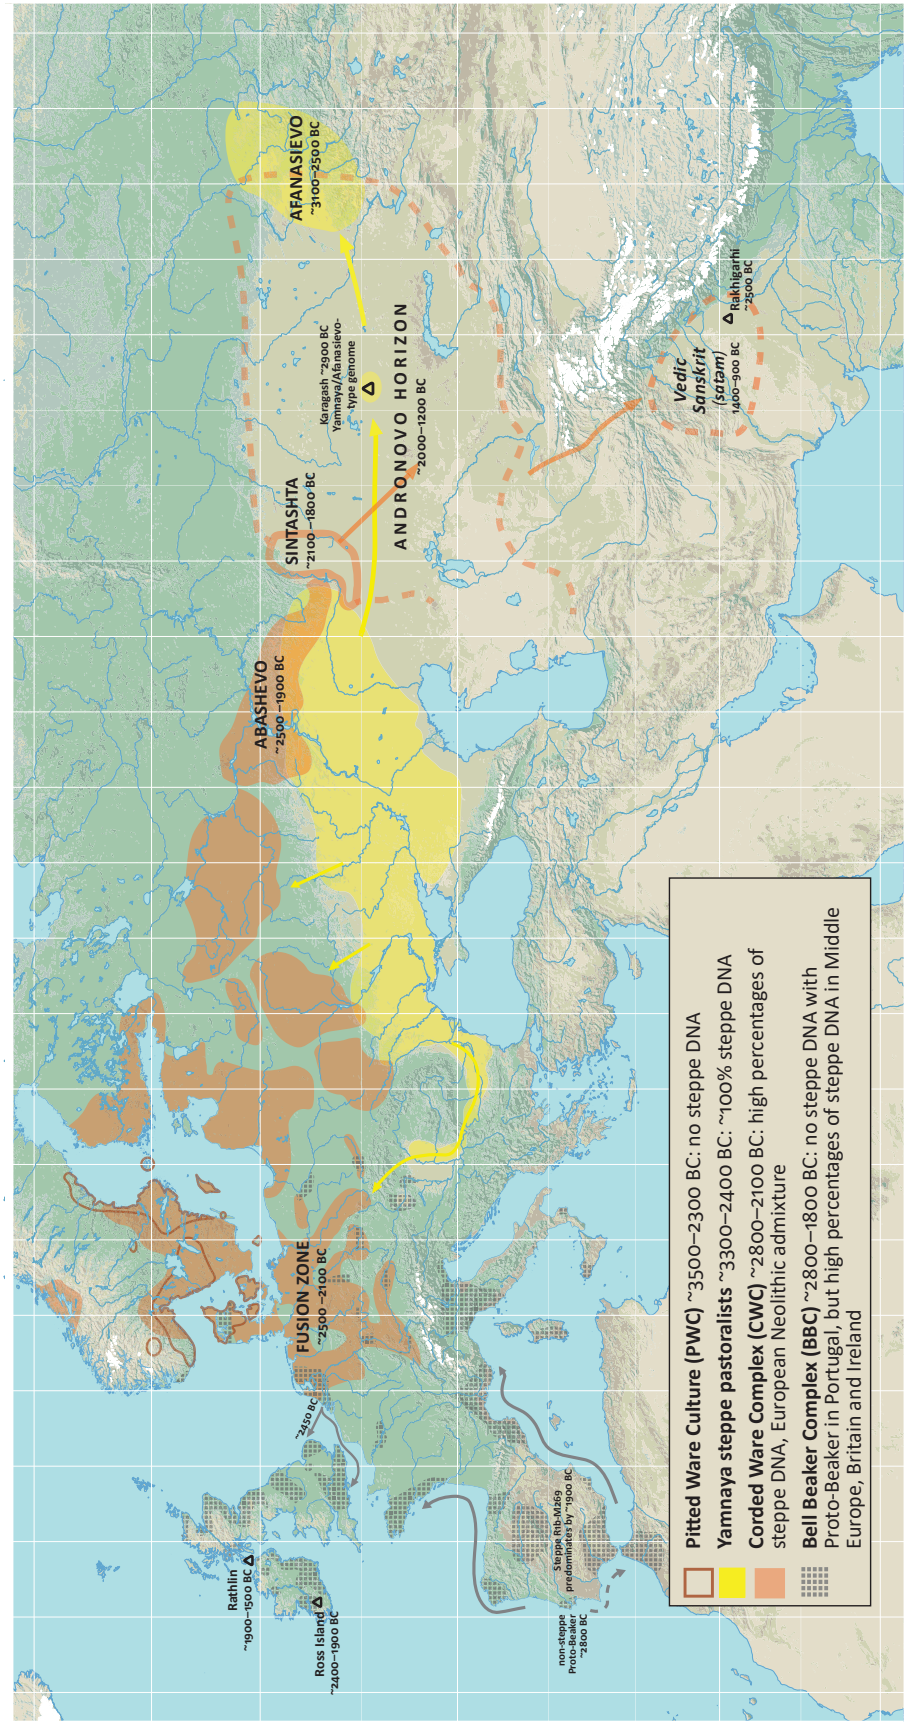 AFANASIEVO
~3100–2500 BC
Karagash ~2900 BC
Yamnaya/Afanasievo-
type genome
ANDRONOVO HORIZON
~2000–1200 BC
SINTASHTA
~2100–1800 BC
ABASHEVO
~2500–1900 BC
Rakhigarhi
~2500 BC
Vedic
Sanskrit
(satəm)
1400–900 BC
FUSION ZONE
~2500–2100 BC
~2450 BC
Rathlin
~1900–1500 BC
Ross Island
~2400–1900 BC
Steppe R1b-M269
predominates by ~1900 BC
non-steppe
Proto-Beaker
~2800 BC
Pitted Ware Culture (PWC) ~3500–2300 BC: no steppe DNA
Yamnaya steppe pastoralists ~3300–2400 BC: ~100% steppe DNA
Corded Ware Complex (CWC) ~2800–2100 BC: high percentages of
steppe DNA, European Neolithic admixture
Bell Beaker Complex (BBC) ~2800–1800 BC: no steppe DNA with
Proto-Beaker in Portugal, but high percentages of steppe DNA in Middle
Europe, Britain and Ireland